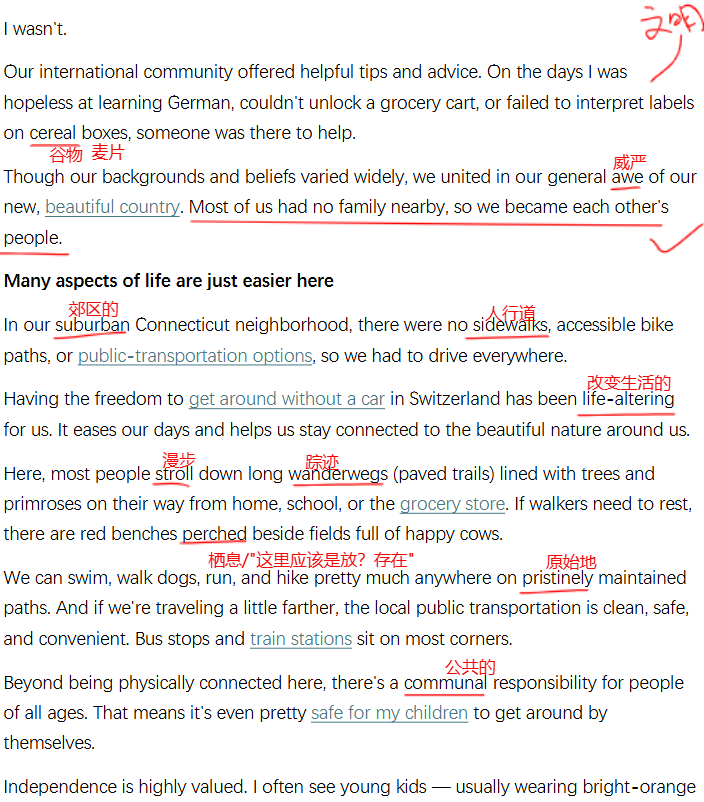 文明
I wasn't.
Our international community offered helpful tips and advice. On the days I was
hopeless at learning German, couldn't unlock a grocery cart, or failed to interpret labels
on cereal boxes, someone was there to help.
谷物 麦片
威严
Though our backgrounds and beliefs varied widely, we united in our general awe of our
new, beautiful country. Most of us had no family nearby, so we became each other's
people.
Many aspects of life are just easier here
郊区的
人行道
In our suburban Connecticut neighborhood, there were no sidewalks, accessible bike
paths, or public-transportation options, so we had to drive everywhere.
改变生活的
Having the freedom to get around without a car in Switzerland has been life-altering
for us. It eases our days and helps us stay connected to the beautiful nature around us.
漫步
踪迹
Here, most people stroll down long wanderwegs (paved trails) lined with trees and
primroses on their way from home, school, or the grocery store. If walkers need to rest,
there are red benches perched beside fields full of happy cows.
栖息/"这里应该是放？存在"
原始地
We can swim, walk dogs, run, and hike pretty much anywhere on pristinely maintained
paths. And if we're traveling a little farther, the local public transportation is clean, safe,
and convenient. Bus stops and train stations sit on most corners.
公共的
Beyond being physically connected here, there's a communal responsibility for people
of all ages. That means it's even pretty safe for my children to get around by
themselves.
Independence is highly valued. I often see young kids — usually wearing bright-orange